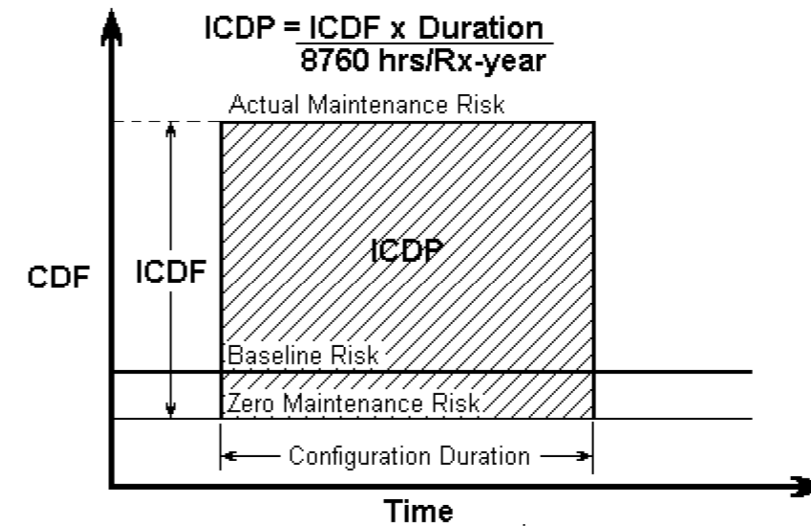 ICDP = ICDF x Duration
8760 hrs/Rx-year
Actual Maintenance Risk
CDF
ICDF
ICDP
Baseline Risk
Zero Maintenance Risk
Configuration Duration
Time